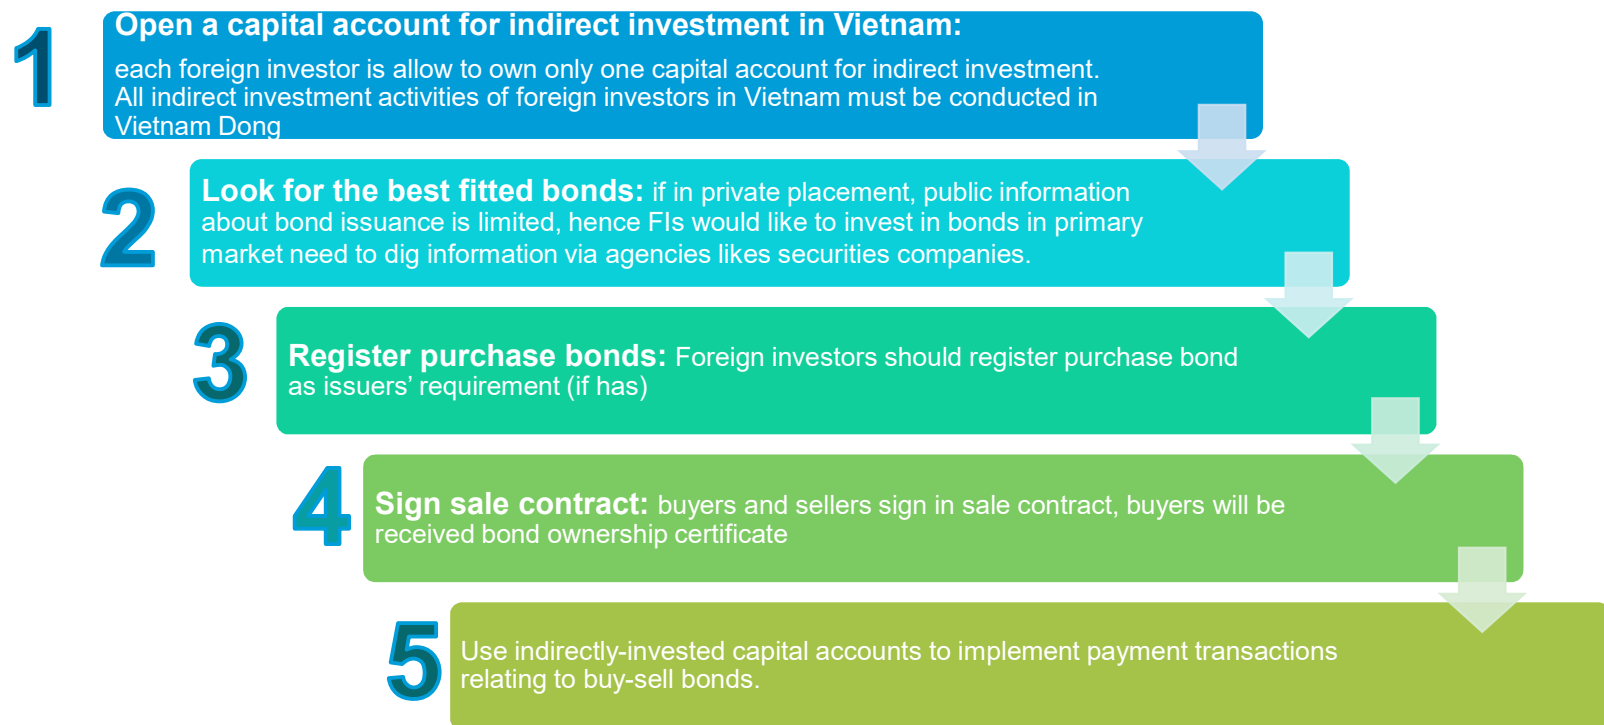 1
Open a capital account for indirect investment in Vietnam:
each foreign investor is allow to own only one capital account for indirect investment.
All indirect investment activities of foreign investors in Vietnam must be conducted in
Vietnam Dong
2
Look for the best fitted bonds: if in private placement, public information
about bond issuance is limited, hence FIs would like to invest in bonds in primary
market need to dig information via agencies likes securities companies.
3
Register purchase bonds: Foreign investors should register purchase bond
as issuers’ requirement (if has)
4
Sign sale contract: buyers and sellers sign in sale contract, buyers will be
received bond ownership certificate
5
Use indirectly-invested capital accounts to implement payment transactions
relating to buy-sell bonds.